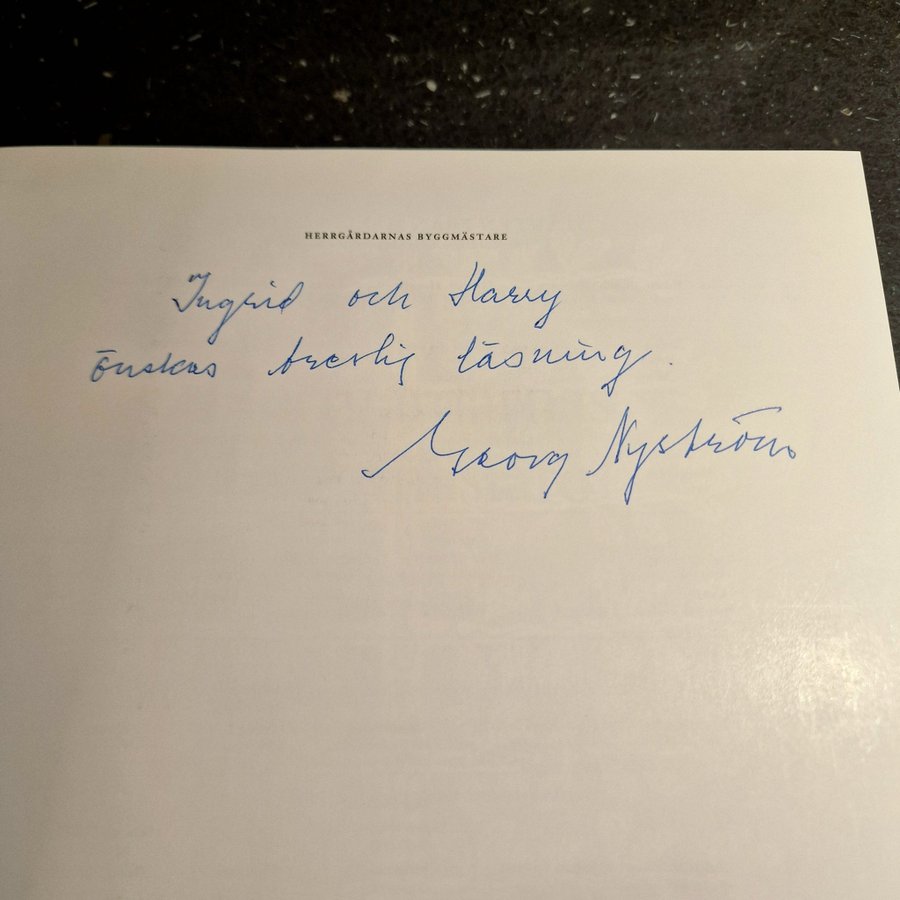 HERRGÅRDARNAS BYGGMÄSTARE
Ingrid och Harry
önskas trevlig läsning.
Georg Nyström